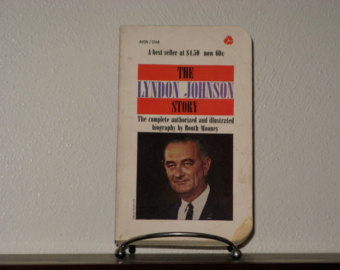 A best seller at $4.50 now 60c
THE
LYNDON JOHNSON
STORY
The complete authorized and illustrated
biography by Booth Mooney